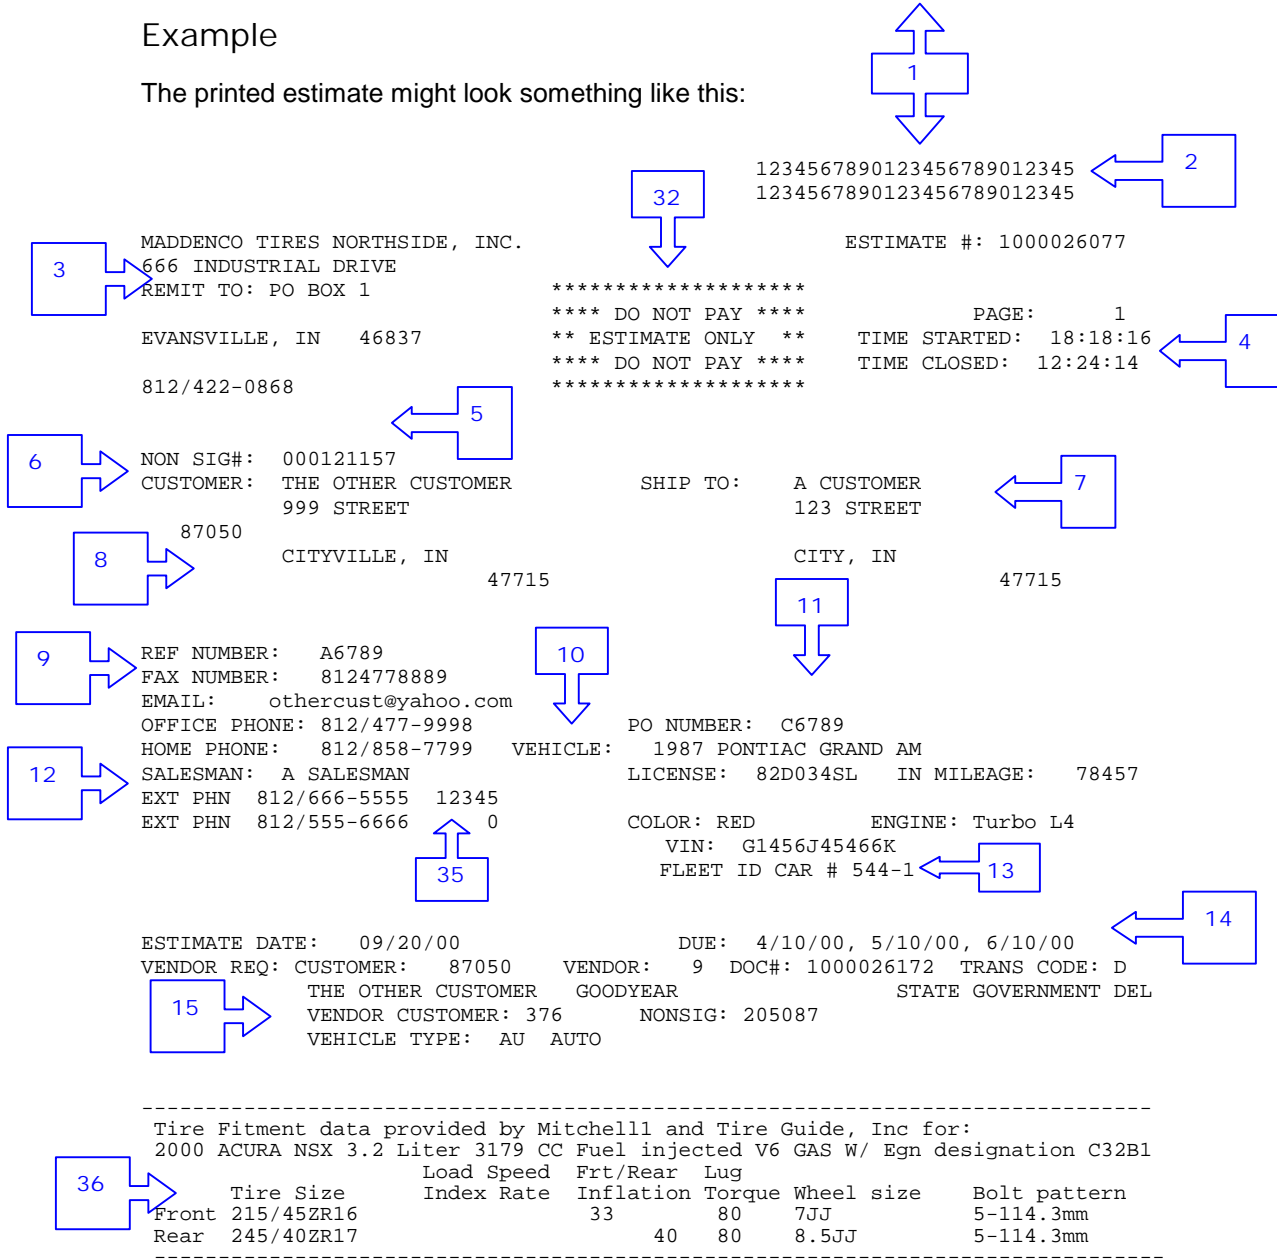 Example
1
The printed estimate might look something like this:
1234567890123456789012345
2
1234567890123456789012345
32
MADDENCO TIRES NORTHSIDE, INC. ESTIMATE #: 1000026077
3
666 INDUSTRIAL DRIVE
REMIT TO: PO BOX 1 ********************
**** DO NOT PAY **** PAGE: 1
EVANSVILLE, IN 46837 ** ESTIMATE ONLY ** TIME STARTED: 18:18:16
4
**** DO NOT PAY **** TIME CLOSED: 12:24:14
812/422-0868 ********************
5
6
NON SIG#: 000121157
CUSTOMER: THE OTHER CUSTOMER SHIP TO: A CUSTOMER
7
999 STREET 123 STREET
87050
8
CITYVILLE, IN CITY, IN
47715 47715
11
9
REF NUMBER: A6789
10
FAX NUMBER: 8124778889
EMAIL: othercust@yahoo.com
OFFICE PHONE: 812/477-9998 PO NUMBER: C6789
HOME PHONE: 812/858-7799 VEHICLE: 1987 PONTIAC GRAND AM
12
SALESMAN: A SALESMAN LICENSE: 82D034SL IN MILEAGE: 78457
EXT PHN 812/666-5555 12345
EXT PHN 812/555-6666 0 COLOR: RED ENGINE: Turbo L4
VIN: G1456J45466K
35
FLEET ID CAR # 544-1
13
14
ESTIMATE DATE: 09/20/00 DUE: 4/10/00, 5/10/00, 6/10/00
VENDOR REQ: CUSTOMER: 87050 VENDOR: 9 DOC#: 1000026172 TRANS CODE: D
THE OTHER CUSTOMER GOODYEAR STATE GOVERNMENT DEL
15
VENDOR CUSTOMER: 376 NONSIG: 205087
VEHICLE TYPE: AU AUTO
-------------------------------------------------------------------------------
Tire Fitment data provided by Mitchell1 and Tire Guide, Inc for:
2000 ACURA NSX 3.2 Liter 3179 CC Fuel injected V6 GAS W/ Egn designation C32B1
Load Speed Frt/Rear Lug
36
Tire Size Index Rate Inflation Torque Wheel size Bolt pattern
Front 215/45ZR16 33 80 7JJ 5-114.3mm
Rear 245/40ZR17 40 80 8.5JJ 5-114.3mm
-------------------------------------------------------------------------------